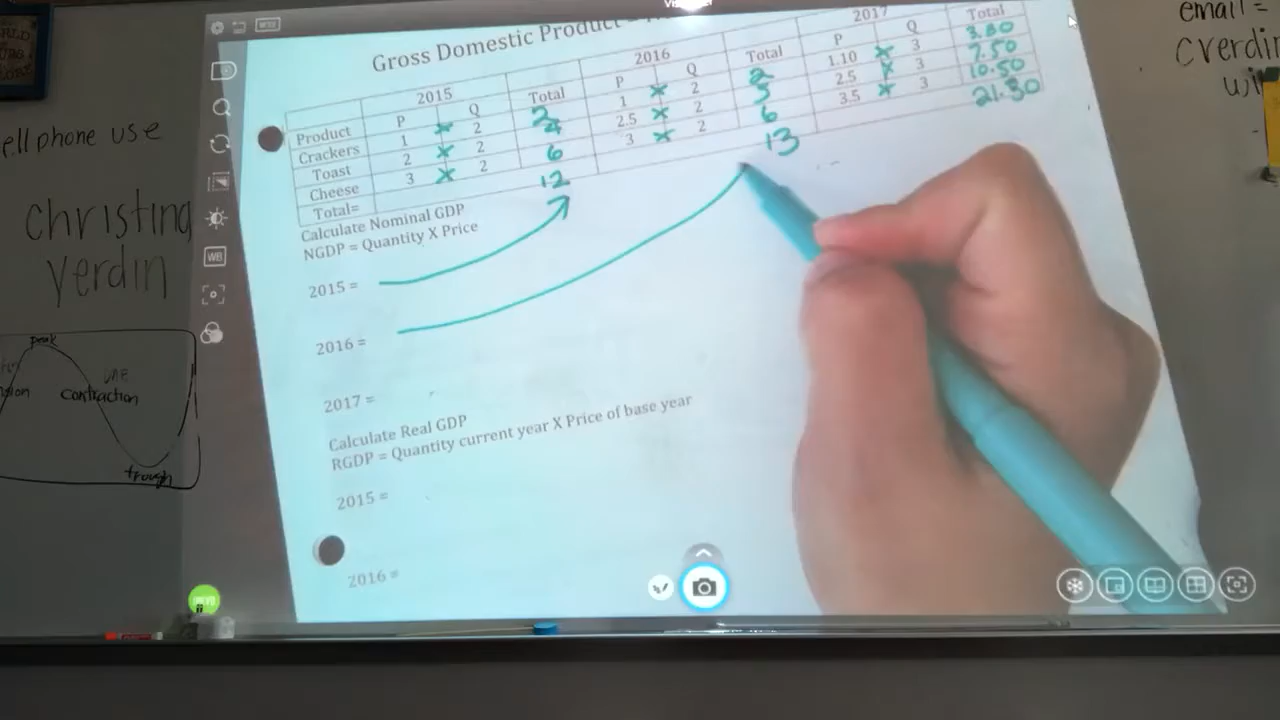 Gross Domestic Product
2015 2016 2017
P Q Total P Q Total P Q Total
Product
Crackers 1 * 2 2 1 * 2 2 1.10 * 3 3.30
Toast 2 * 2 4 2.5 * 2 5 2.5 * 3 7.50
Cheese 3 * 2 6 3 * 2 6 3.5 * 3 10.50
Total= 12 13 21.30
Calculate Nominal GDP
NGDP = Quantity X Price
2015 =
2016 =
2017 =
Calculate Real GDP
RGDP = Quantity current year X Price of base year
2015 =
2016 =
ell phone use
christina
verdin
peak
contraction
trough
email =
cverdin
WB